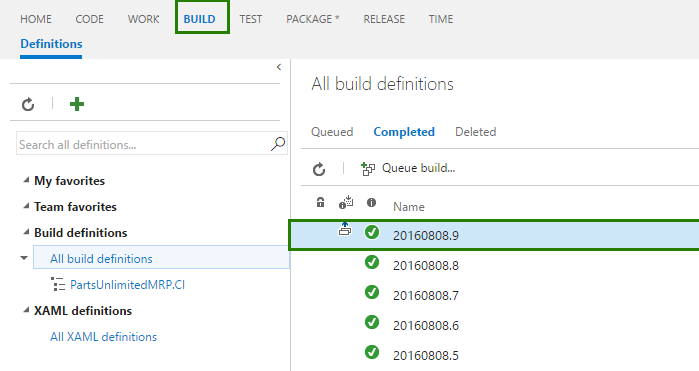 HOME CODE WORK BUILD TEST PACKAGE * RELEASE TIME
Definitions
Search all definitions...
My favorites
Team favorites
Build definitions
All build definitions
PartsUnlimitedMRP.CI
XAML definitions
All XAML definitions
All build definitions
Queued Completed Deleted
Queue build...
Name
20160808.9
20160808.8
20160808.7
20160808.6
20160808.5